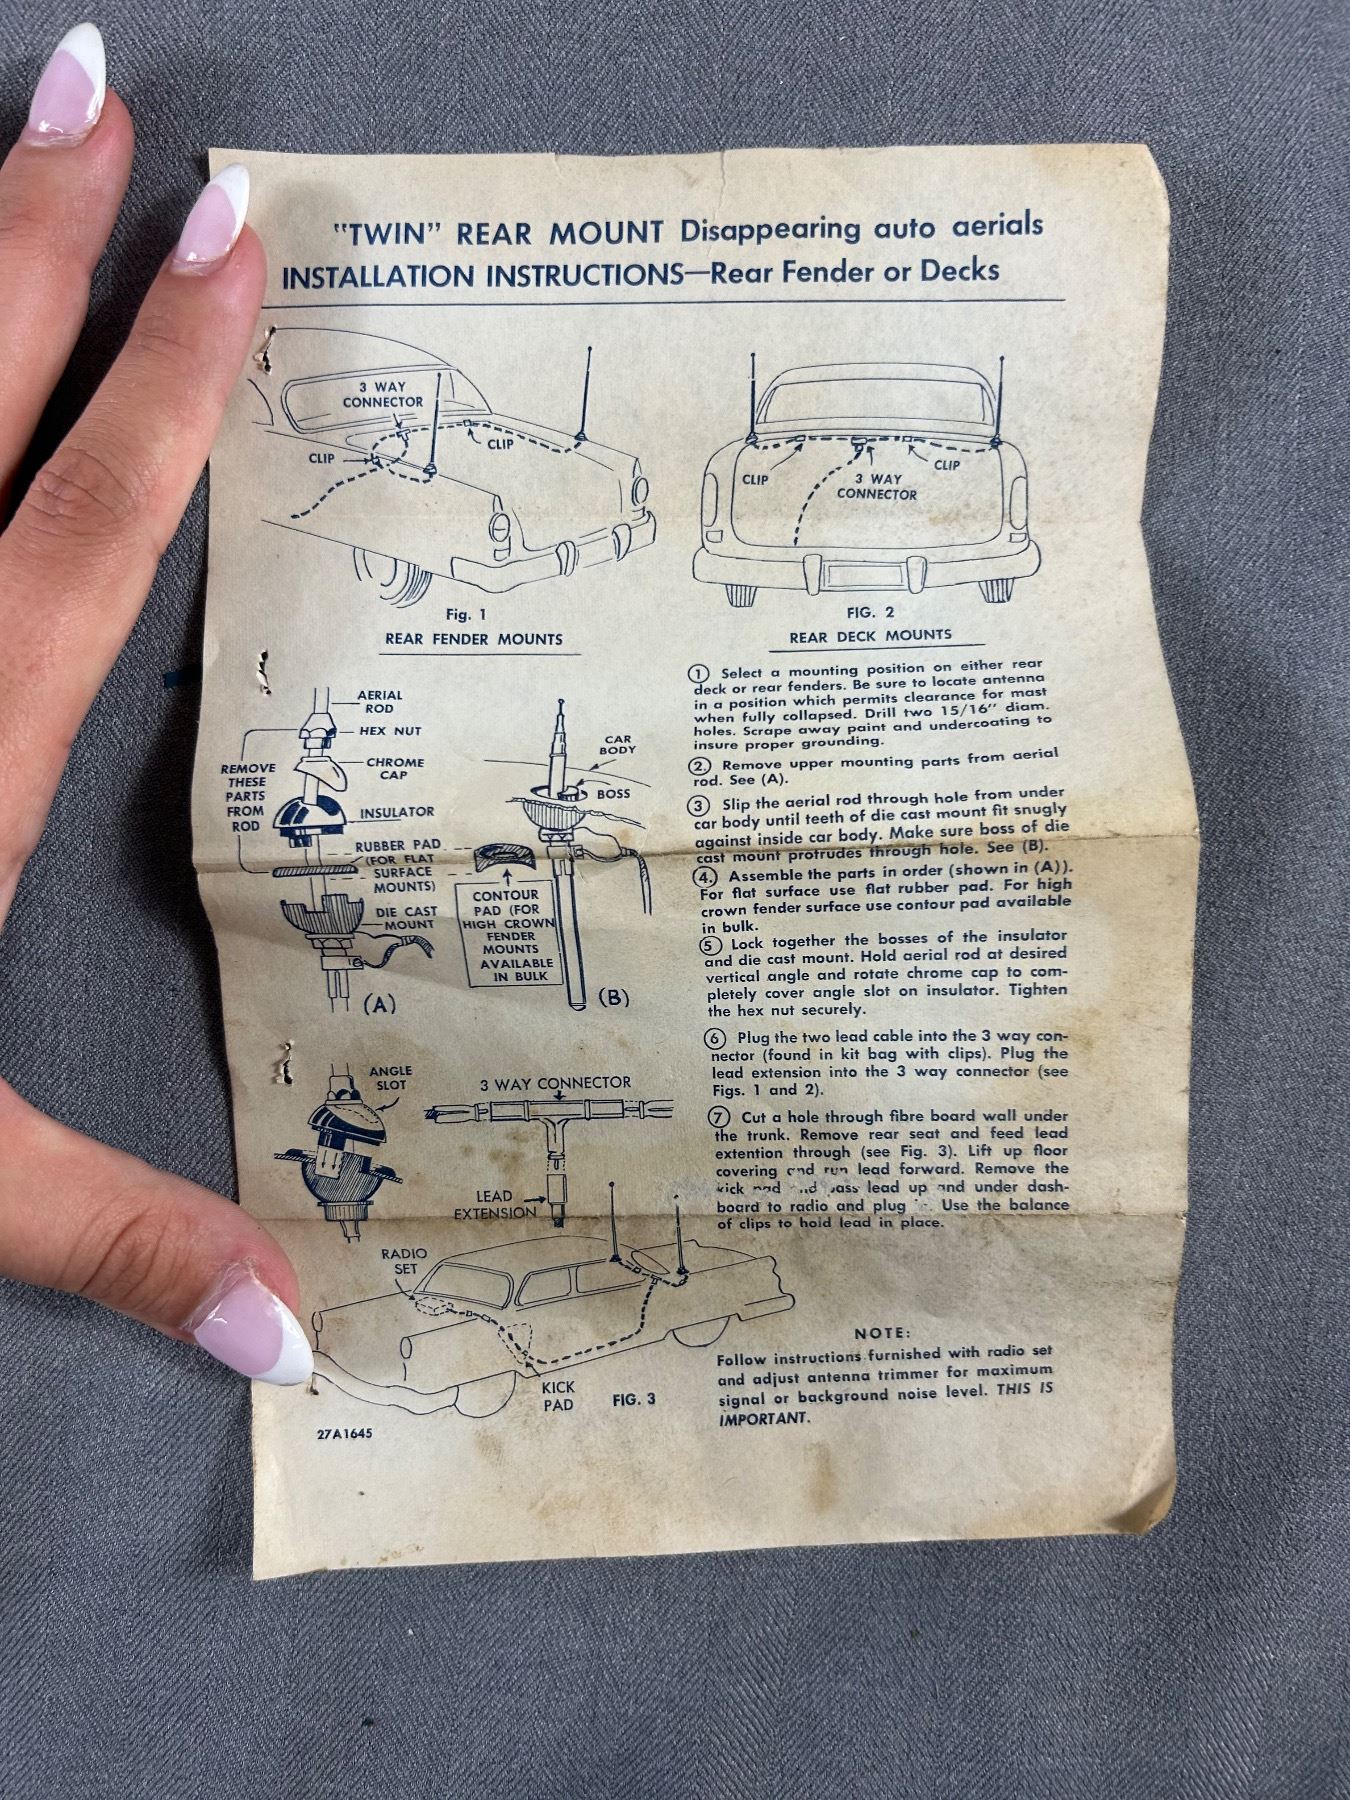 "TWIN" REAR MOUNT Disappearing auto aerials
INSTALLATION INSTRUCTIONS—Rear Fender or Decks
3 WAY
CONNECTOR
CLIP
CLIP
Fig. 1
REAR FENDER MOUNTS
CLIP
3 WAY
CONNECTOR
CLIP
FIG. 2
REAR DECK MOUNTS
AERIAL
ROD
HEX NUT
CHROME
CAP
REMOVE
THESE
PARTS
FROM
ROD
INSULATOR
RUBBER PAD
(FOR FLAT
SURFACE
MOUNTS)
DIE CAST
MOUNT
(A)
CAR
BODY
BOSS
CONTOUR
PAD (FOR
HIGH CROWN
FENDER
MOUNTS
AVAILABLE
IN BULK
(B)
ANGLE
SLOT
3 WAY CONNECTOR
LEAD
EXTENSION
RADIO
SET
KICK
PAD
FIG. 3
27A1645
1 Select a mounting position on either rear
deck or rear fenders. Be sure to locate antenna
in a position which permits clearance for mast
when fully collapsed. Drill two 15/16" diam.
holes. Scrape away paint and undercoating to
insure proper grounding.
2. Remove upper mounting parts from aerial
rod. See (A).
3 Slip the aerial rod through hole from under
car body until teeth of die cast mount fit snugly
against inside car body. Make sure boss of die
cast mount protrudes through hole. See (B).
4. Assemble the parts in order (shown in (A)).
For flat surface use flat rubber pad. For high
crown fender surface use contour pad available
in bulk.
5 Lock together the bosses of the insulator
and die cast mount. Hold aerial rod at desired
vertical angle and rotate chrome cap to com-
pletely cover angle slot on insulator. Tighten
the hex nut securely.
6 Plug the two lead cable into the 3 way con-
nector (found in kit bag with clips). Plug the
lead extension into the 3 way connector (see
Figs. 1 and 2).
7 Cut a hole through fibre board wall under
the trunk. Remove rear seat and feed lead
extention through (see Fig. 3). Lift up floor
covering and run lead forward. Remove the
kick pad and pass lead up and under dash-
board to radio and plug Use the balance
of clips to hold lead in place.
NOTE:
Follow instructions furnished with radio set
and adjust antenna trimmer for maximum
signal or background noise level. THIS IS
IMPORTANT.